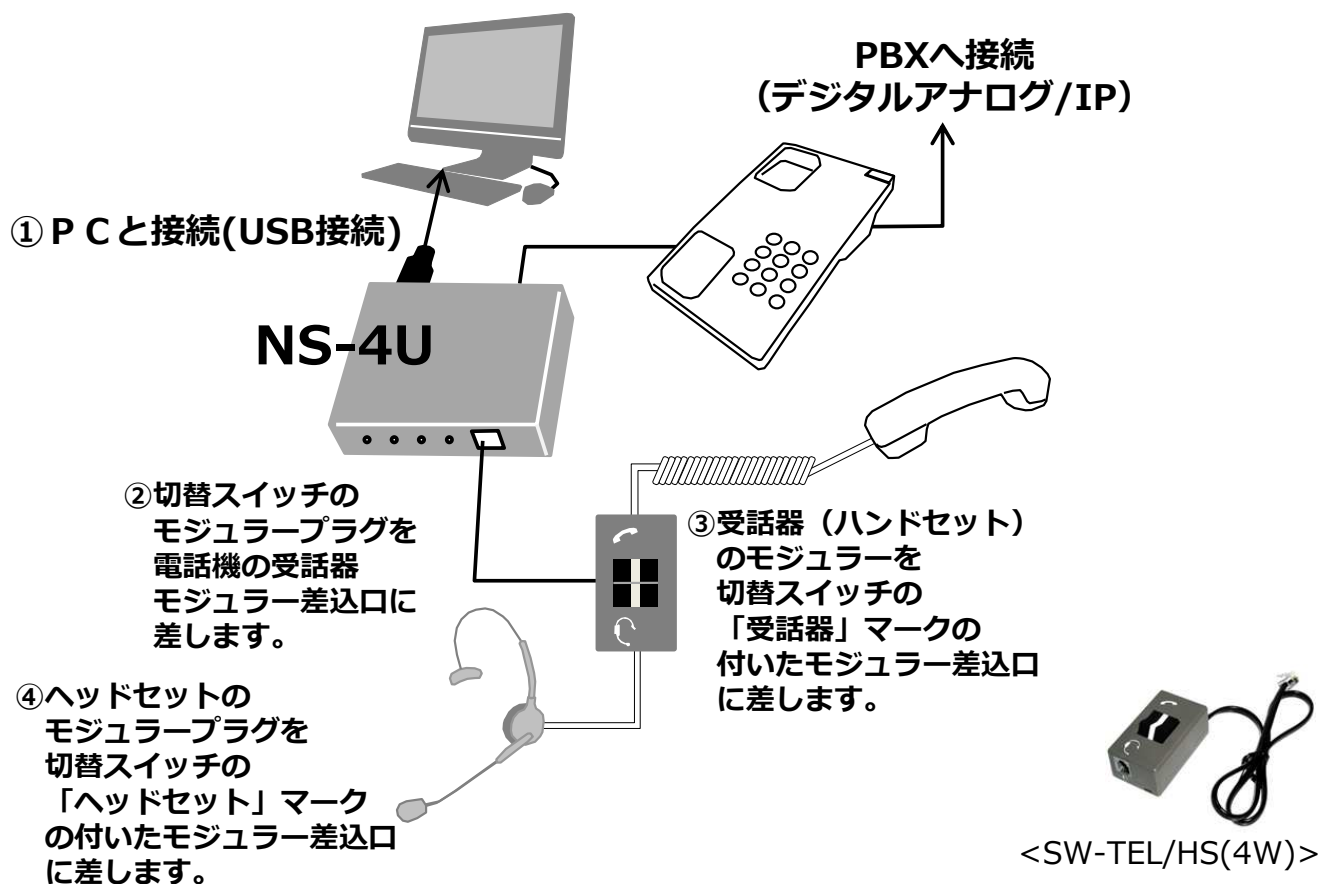 PBXへ接続
（デジタルアナログ/IP）
①ＰＣと接続(USB接続)
NS-4U
②切替スイッチの
モジュラープラグを
電話機の受話器
モジュラー差込口に
差します。
③受話器（ハンドセット）
のモジュラーを
切替スイッチの
「受話器」マークの
付いたモジュラー差込口
に差します。
④ヘッドセットの
モジュラープラグを
切替スイッチの
「ヘッドセット」マーク
の付いたモジュラー差込口
に差します。
<SW-TEL/HS(4W)>